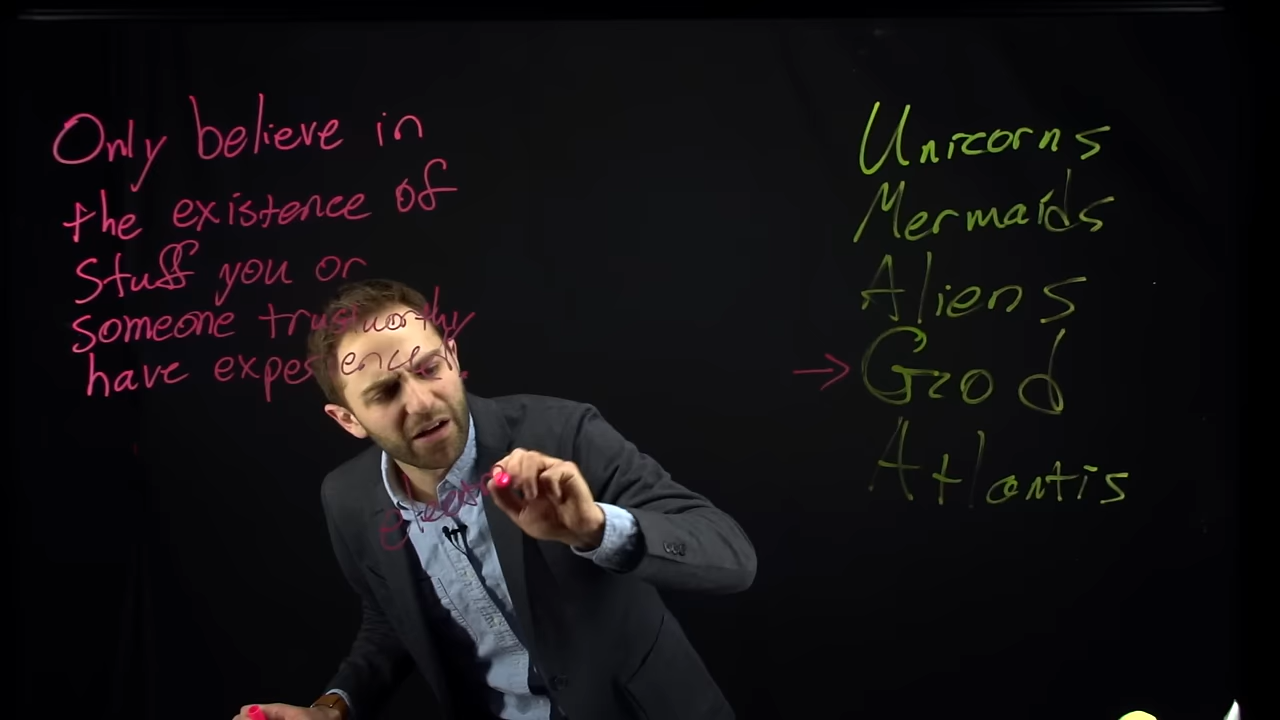 Only believe in
the existence of
stuff you or
someone trustworthy
have experienced.
Unicorns
Mermaids
Aliens
→ God
Atlantis